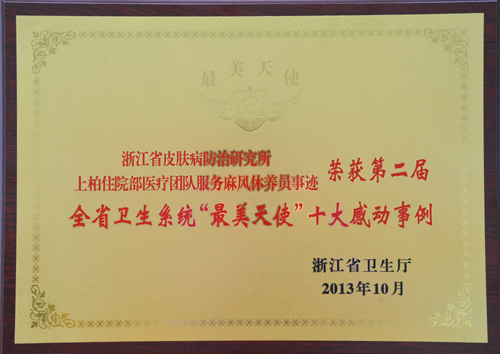 最美天使
浙江省皮肤病防治研究所
上柏住院部医疗团队服务麻风休养员事迹 荣获第二届
全省卫生系统“最美天使”十大感动事例
浙江省卫生厅
2013年10月